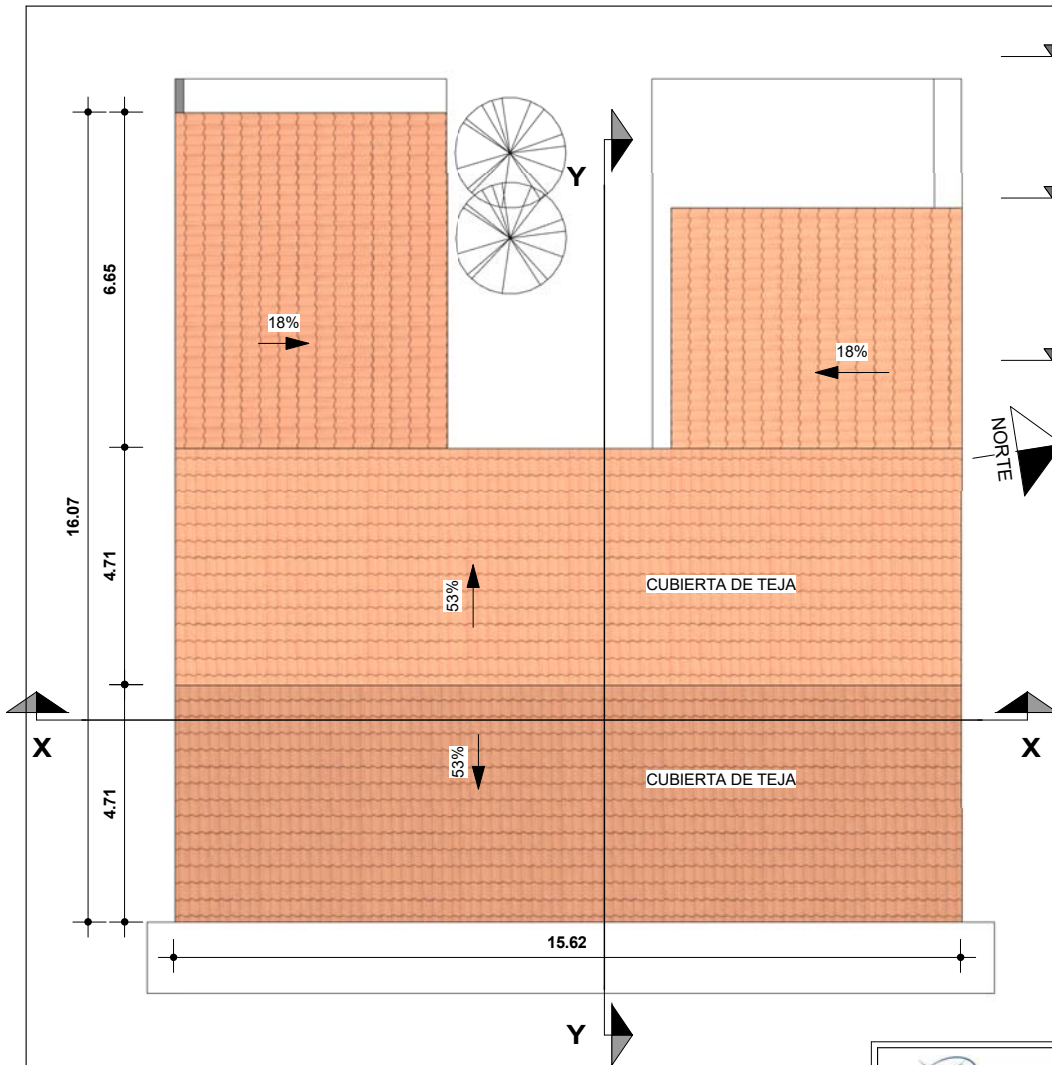 Y
6.65
18%
18%
NORTE
16.07
4.71
53%
CUBIERTA DE TEJA
X
X
4.71
53%
CUBIERTA DE TEJA
15.62
Y